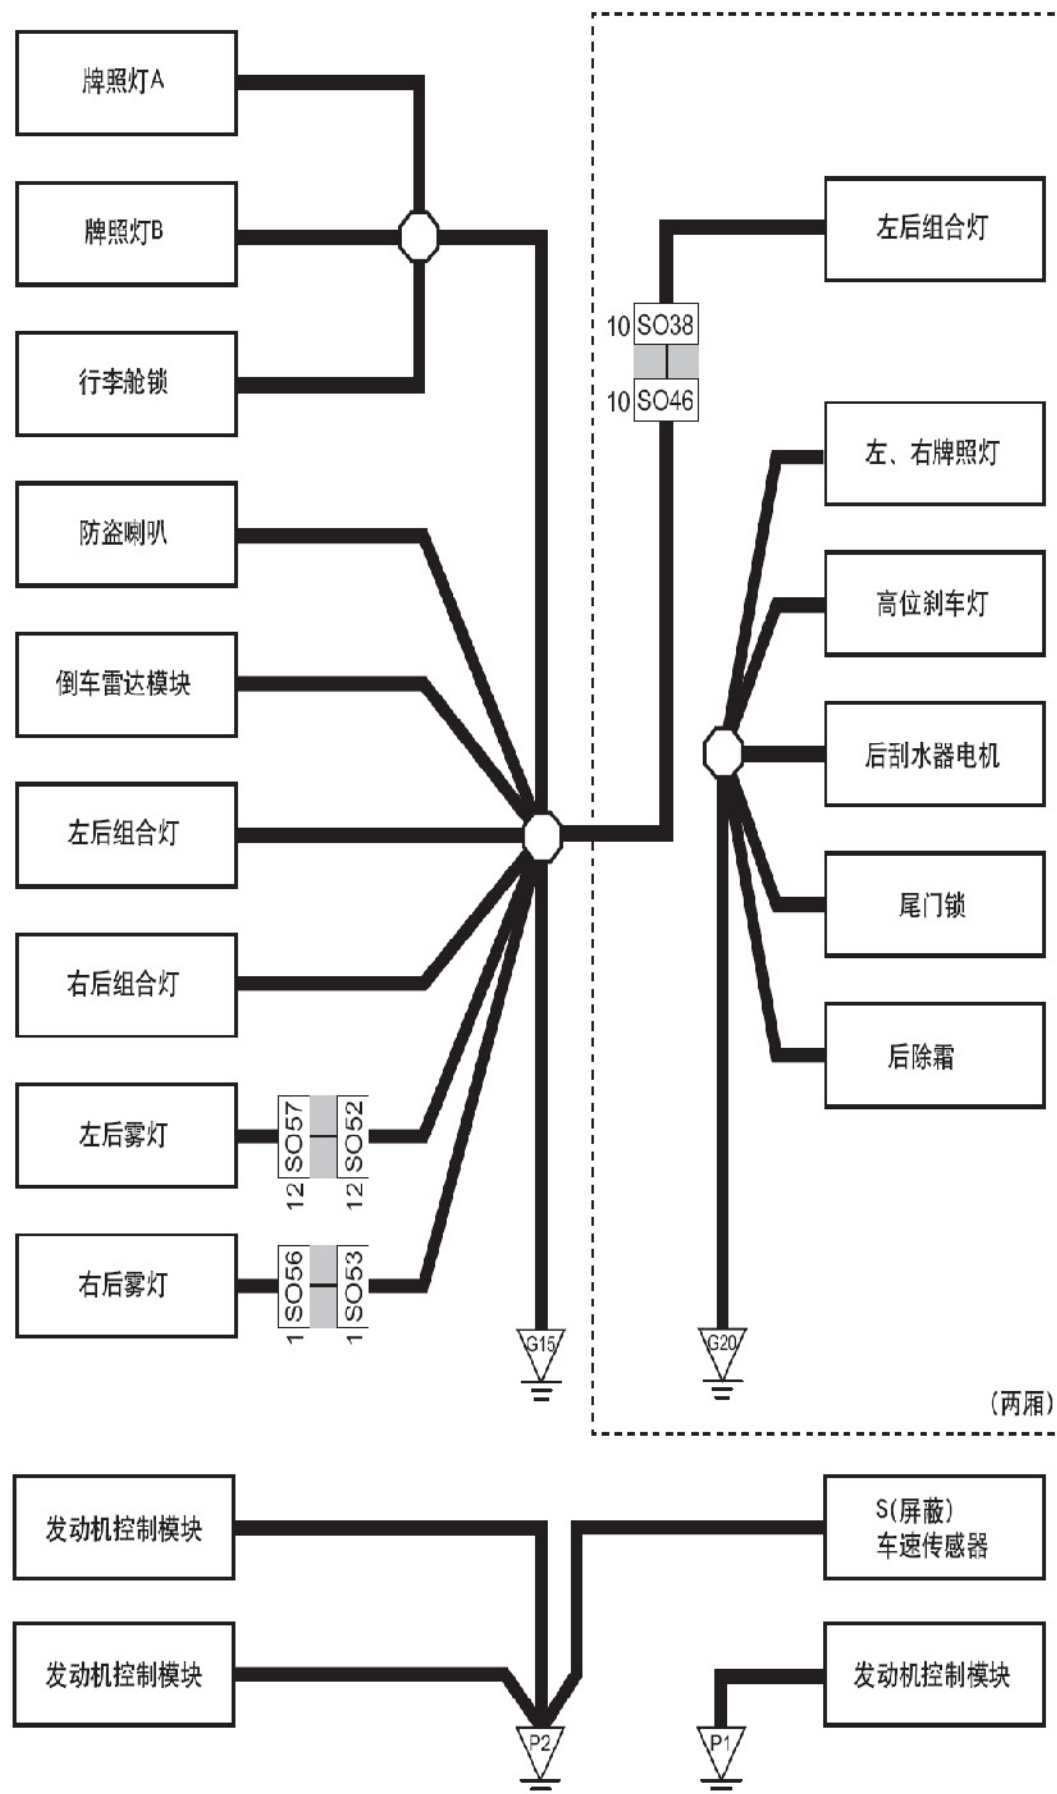 牌照灯A
牌照灯B
行李舱锁
防盗喇叭
倒车雷达模块
左后组合灯
右后组合灯
左后雾灯
SO57
12
SO52
12
右后雾灯
SO56
1
SO53
1
G15
左后组合灯
10 SO38
10 SO46
左、右牌照灯
高位刹车灯
后刮水器电机
尾门锁
后除霜
G20
(两厢)
发动机控制模块
发动机控制模块
P2
S(屏蔽)
车速传感器
发动机控制模块
P1